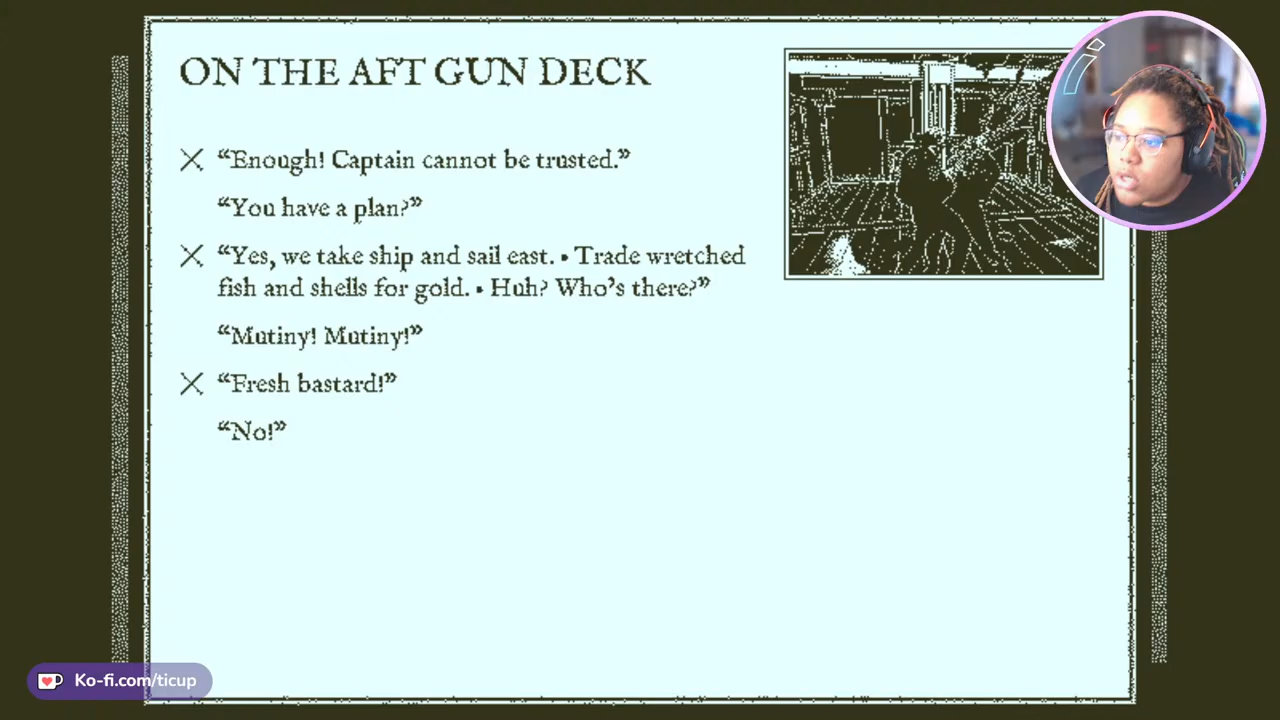 ON THE AFT GUN DECK
“Enough! Captain cannot be trusted.”
“You have a plan?”
“Yes, we take ship and sail east. • Trade wretched
fish and shells for gold. • Huh? Who’s there?”
“Mutiny! Mutiny!”
“Fresh bastard!”
“No!”
Ko-fi.com/ticup